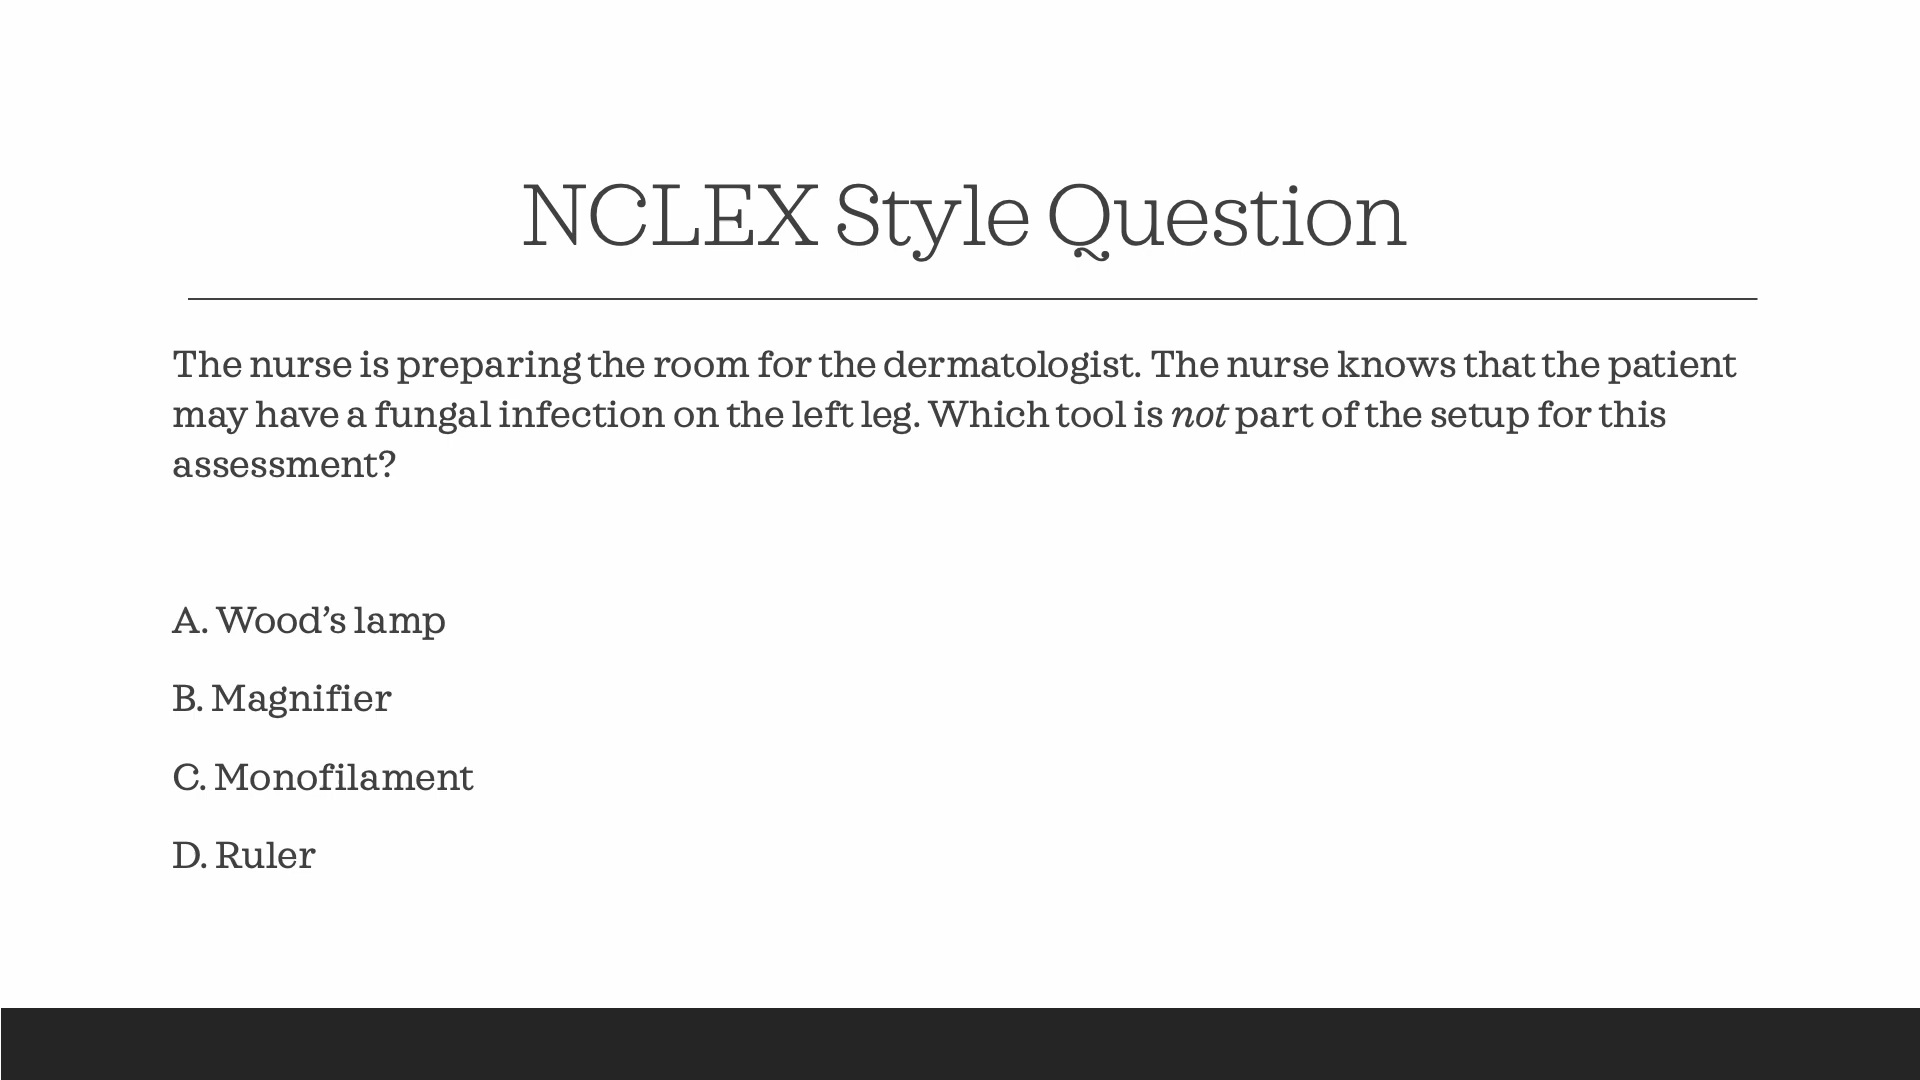 NCLEX Style Question
The nurse is preparing the room for the dermatologist. The nurse knows that the patient
may have a fungal infection on the left leg. Which tool is not part of the setup for this
assessment?
A. Wood’s lamp
B. Magnifier
C. Monofilament
D. Ruler